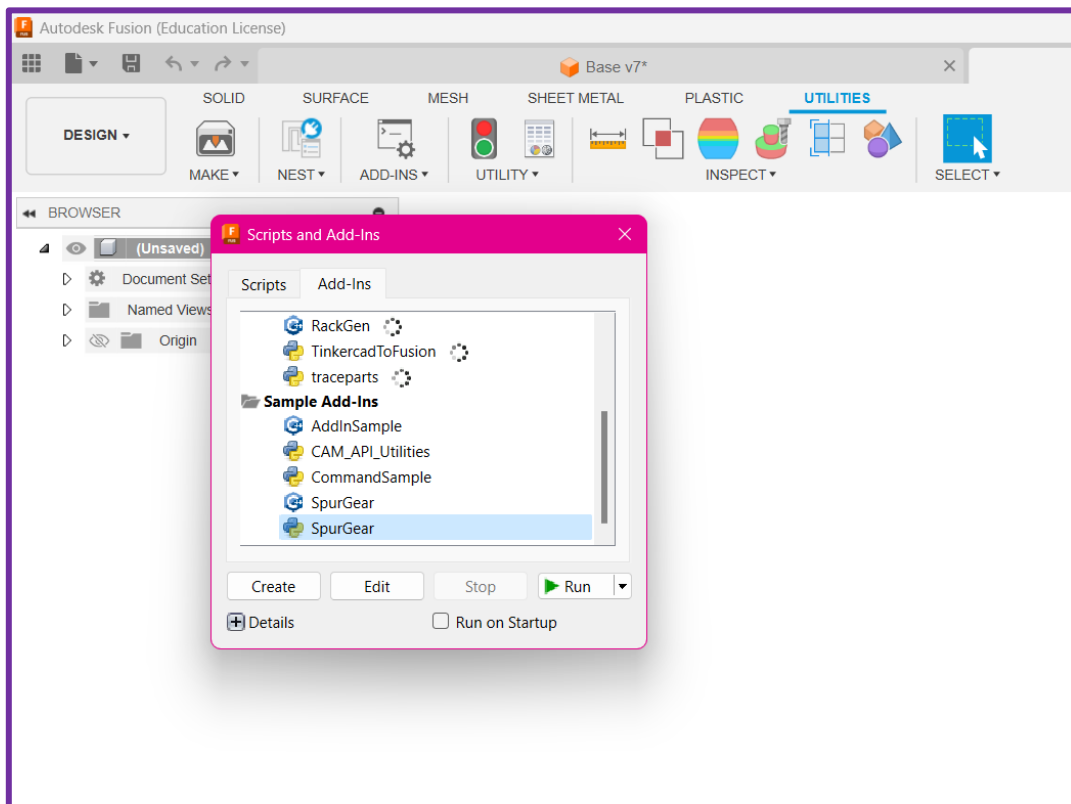 Autodesk Fusion (Education License)
Base v7*
SOLID SURFACE MESH SHEET METAL PLASTIC UTILITIES
DESIGN
MAKE NEST ADD-INS UTILITY INSPECT SELECT
BROWSER
(Unsaved)
Document Set
Named Views
Origin
Scripts and Add-Ins
Scripts Add-Ins
RackGen
TinkercadToFusion
traceparts
Sample Add-Ins
AddInSample
CAM_API_Utilities
CommandSample
SpurGear
SpurGear
Create Edit Stop Run
Details Run on Startup